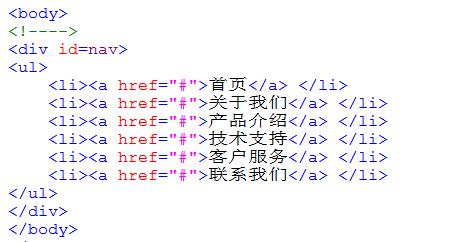 <body>
<!---->
<div id=nav>
<ul>
<li><a href="#">首页</a> </li>
<li><a href="#">关于我们</a> </li>
<li><a href="#">产品介绍</a> </li>
<li><a href="#">技术支持</a> </li>
<li><a href="#">客户服务</a> </li>
<li><a href="#">联系我们</a> </li>
</ul>
</div>
</body>